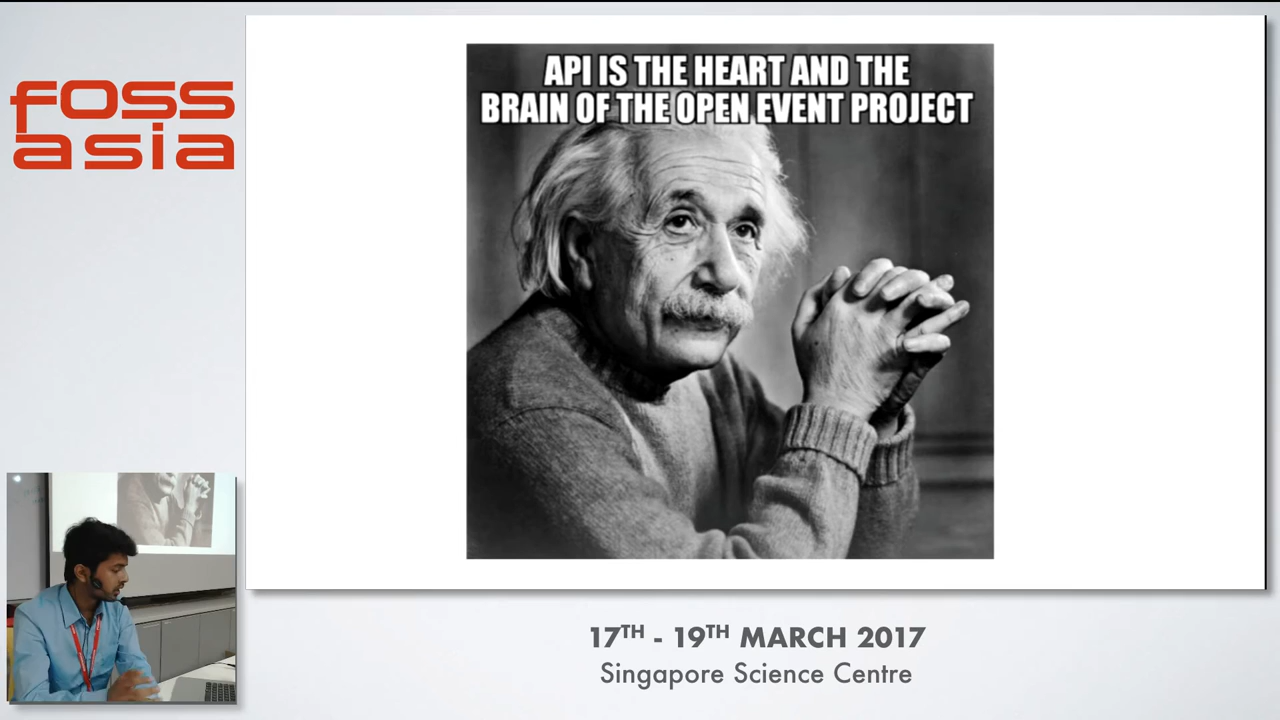 foss
asia
API IS THE HEART AND THE
BRAIN OF THE OPEN EVENT PROJECT
17TH - 19TH MARCH 2017
Singapore Science Centre